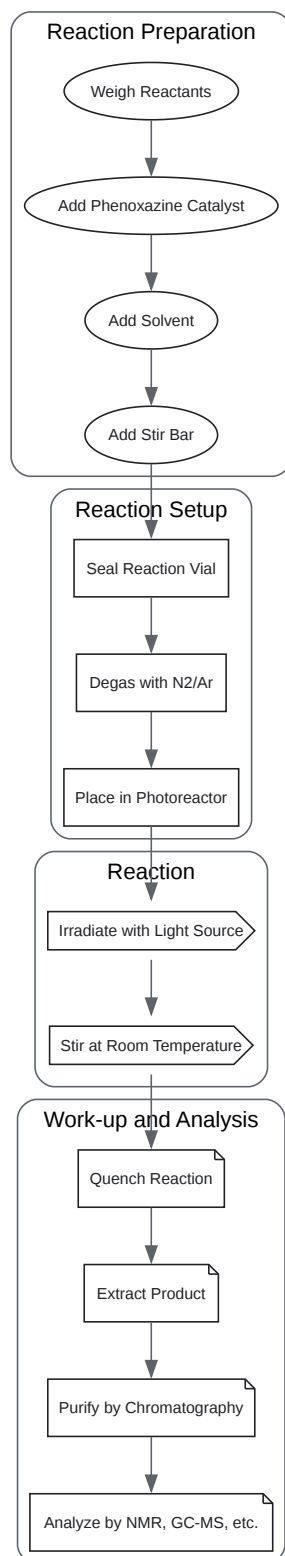 Reaction Preparation
Weigh Reactants
Add Phenoxazine Catalyst
Add Solvent
Add Stir Bar
Reaction Setup
Seal Reaction Vial
Degas with N2/Ar
Place in Photoreactor
Reaction
Irradiate with Light Source
Stir at Room Temperature
Work-up and Analysis
Quench Reaction
Extract Product
Purify by Chromatography
Analyze by NMR, GC-MS, etc.